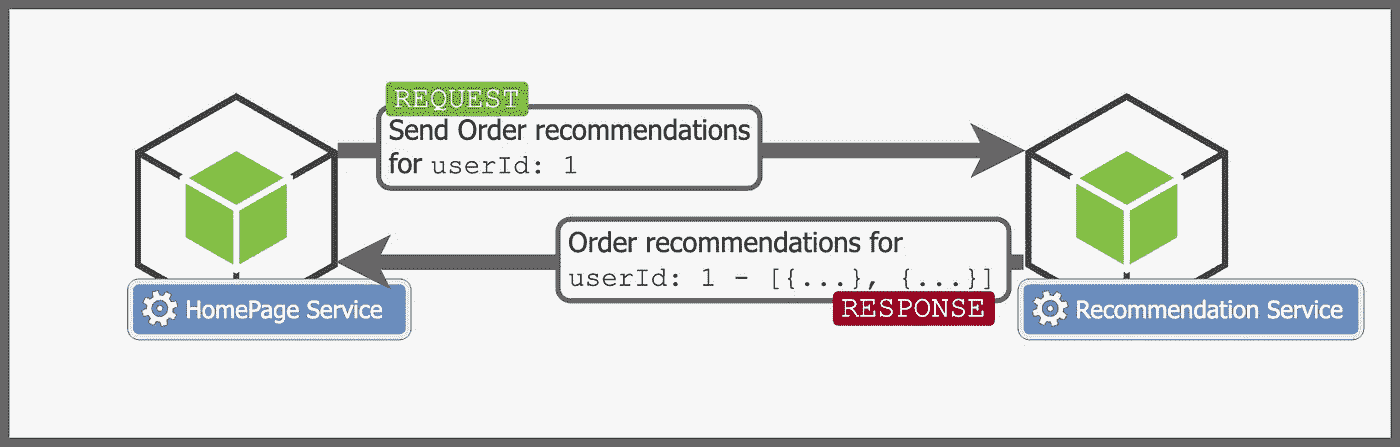 REQUEST
Send Order recommendations
for userId: 1
Order recommendations for
userId: 1 - [{...}, {...}]
RESPONSE
HomePage Service
Recommendation Service